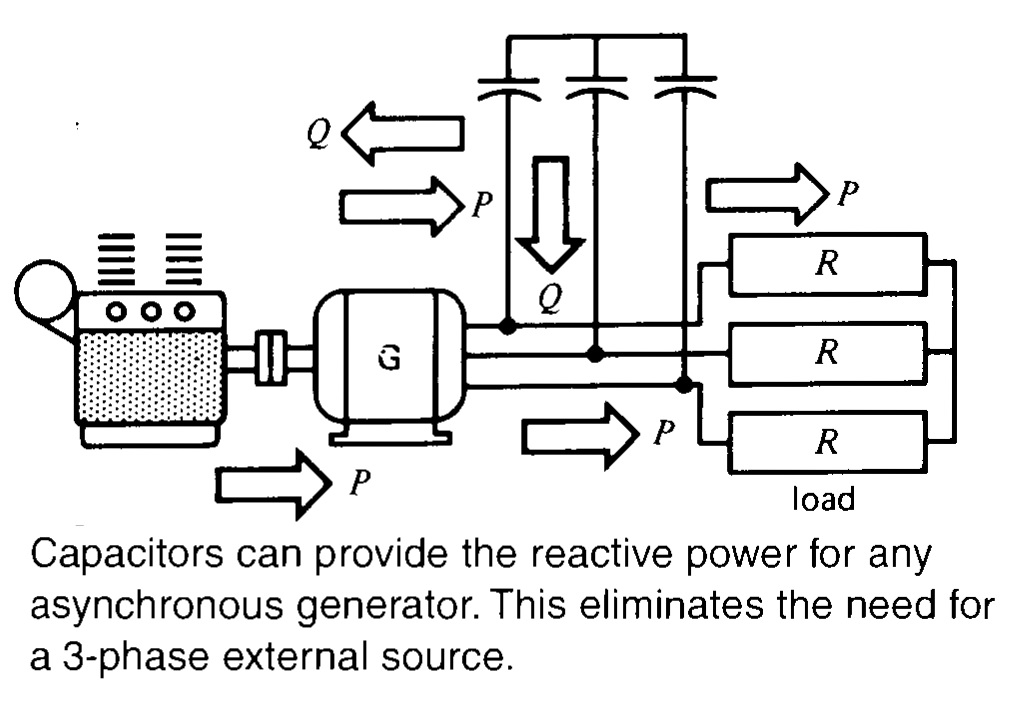 Q
P
P
Q
R
G
R
P
R
P
load
Capacitors can provide the reactive power for any
asynchronous generator. This eliminates the need for
a 3-phase external source.